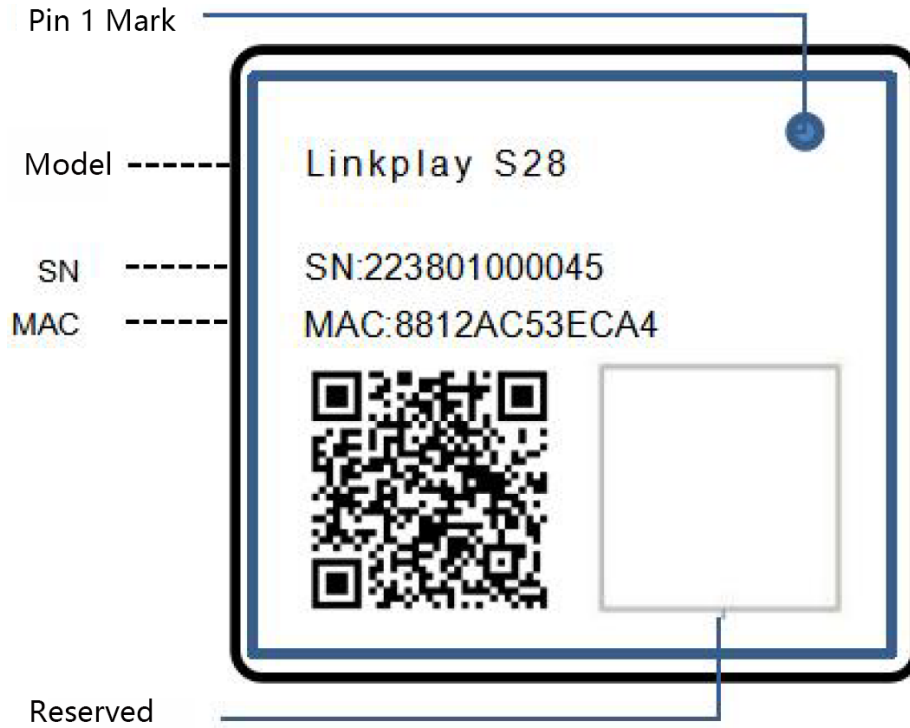 Pin 1 Mark
Model
Linkplay S28
SN
SN:223801000045
MAC
MAC:8812AC53ECA4
Reserved